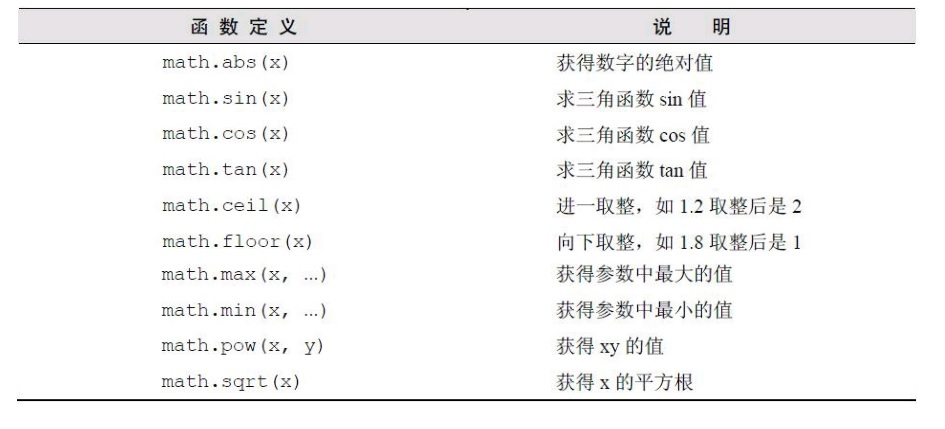 函 数 定 义 说 明
math.abs(x) 获得数字的绝对值
math.sin(x) 求三角函数 sin 值
math.cos(x) 求三角函数 cos 值
math.tan(x) 求三角函数 tan 值
math.ceil(x) 进一取整，如 1.2 取整后是 2
math.floor(x) 向下取整，如 1.8 取整后是 1
math.max(x, …) 获得参数中最大的值
math.min(x, …) 获得参数中最小的值
math.pow(x, y) 获得 xy 的值
math.sqrt(x) 获得 x 的平方根